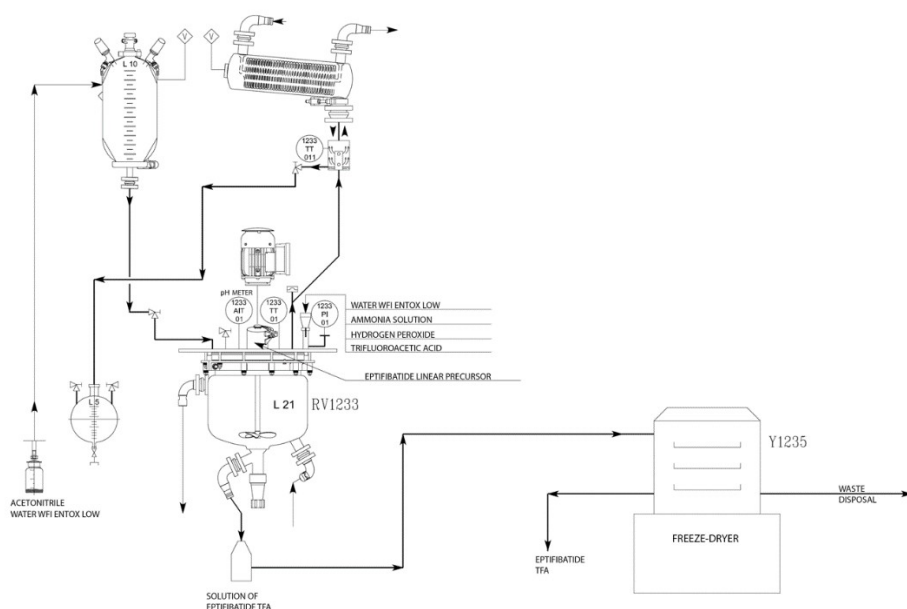 V
V
L 10
1233
TT
011
pH METER
1233
AIT
01
1233
TT
01
1233
PI
01
WATER WFI ENTOX LOW
AMMONIA SOLUTION
HYDROGEN PEROXIDE
TRIFLUROACETIC ACID
EPTIFIBATIDE LINEAR PRECURSOR
L 5
L 21
RV1233
Y1235
ACETONITRILE
WATER WFI ENTOX LOW
WASTE
DISPOSAL
FREEZE-DRYER
EPTIFIBATIDE
TFA
SOLUTION OF
EPTIFIBATIDE TFA